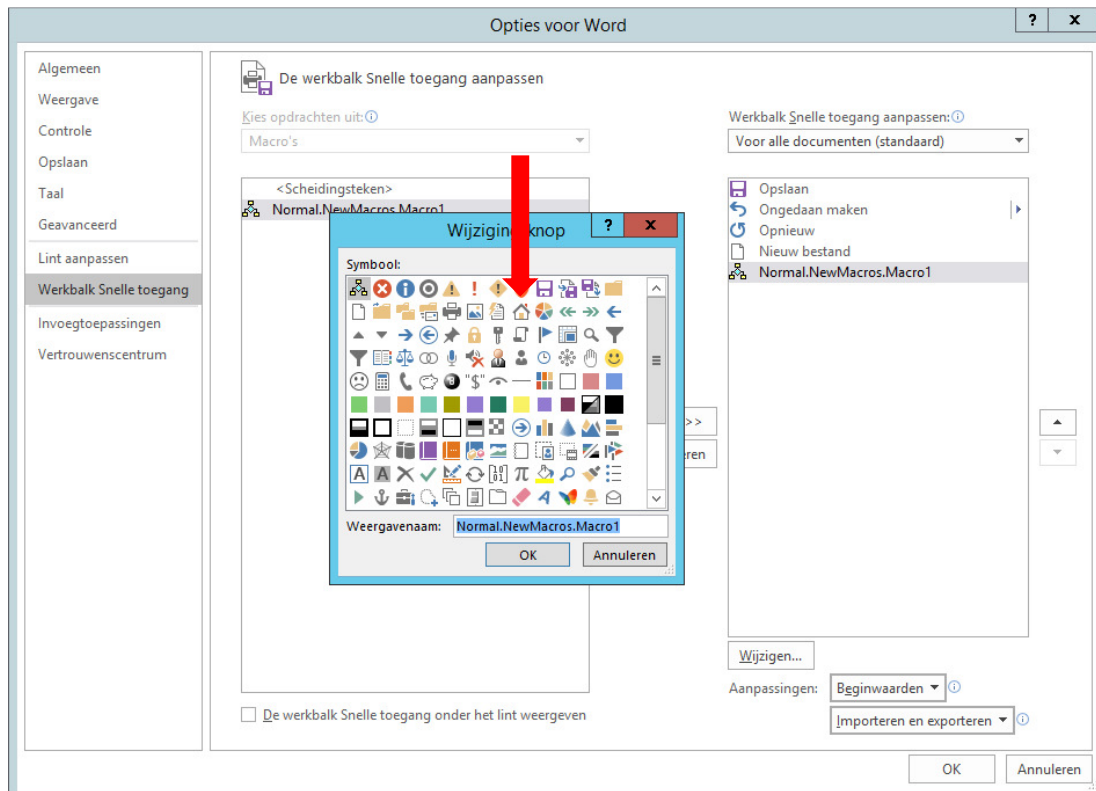 Opties voor Word
Algemeen
Weergave
Controle
Opslaan
Taal
Geavanceerd
Lint aanpassen
Werkbalk Snelle toegang
Invoegtoepassingen
Vertrouwenscentrum
De werkbalk Snelle toegang aanpassen
Kies opdrachten uit:
Macro's
<Scheidingsteken>
Normal.NewMacros.Macro1
Werkbalk Snelle toegang aanpassen:
Voor alle documenten (standaard)
Opslaan
Ongedaan maken
Opnieuw
Nieuw bestand
Normal.NewMacros.Macro1
Wijziging knop
Symbool:
"$"
Weergavenaam: Normal.NewMacros.Macro1
OK Annuleren
>>
eren
Wijzigen...
Aanpassingen: Beginwaarden
Importeren en exporteren
De werkbalk Snelle toegang onder het lint weergeven
OK Annuleren